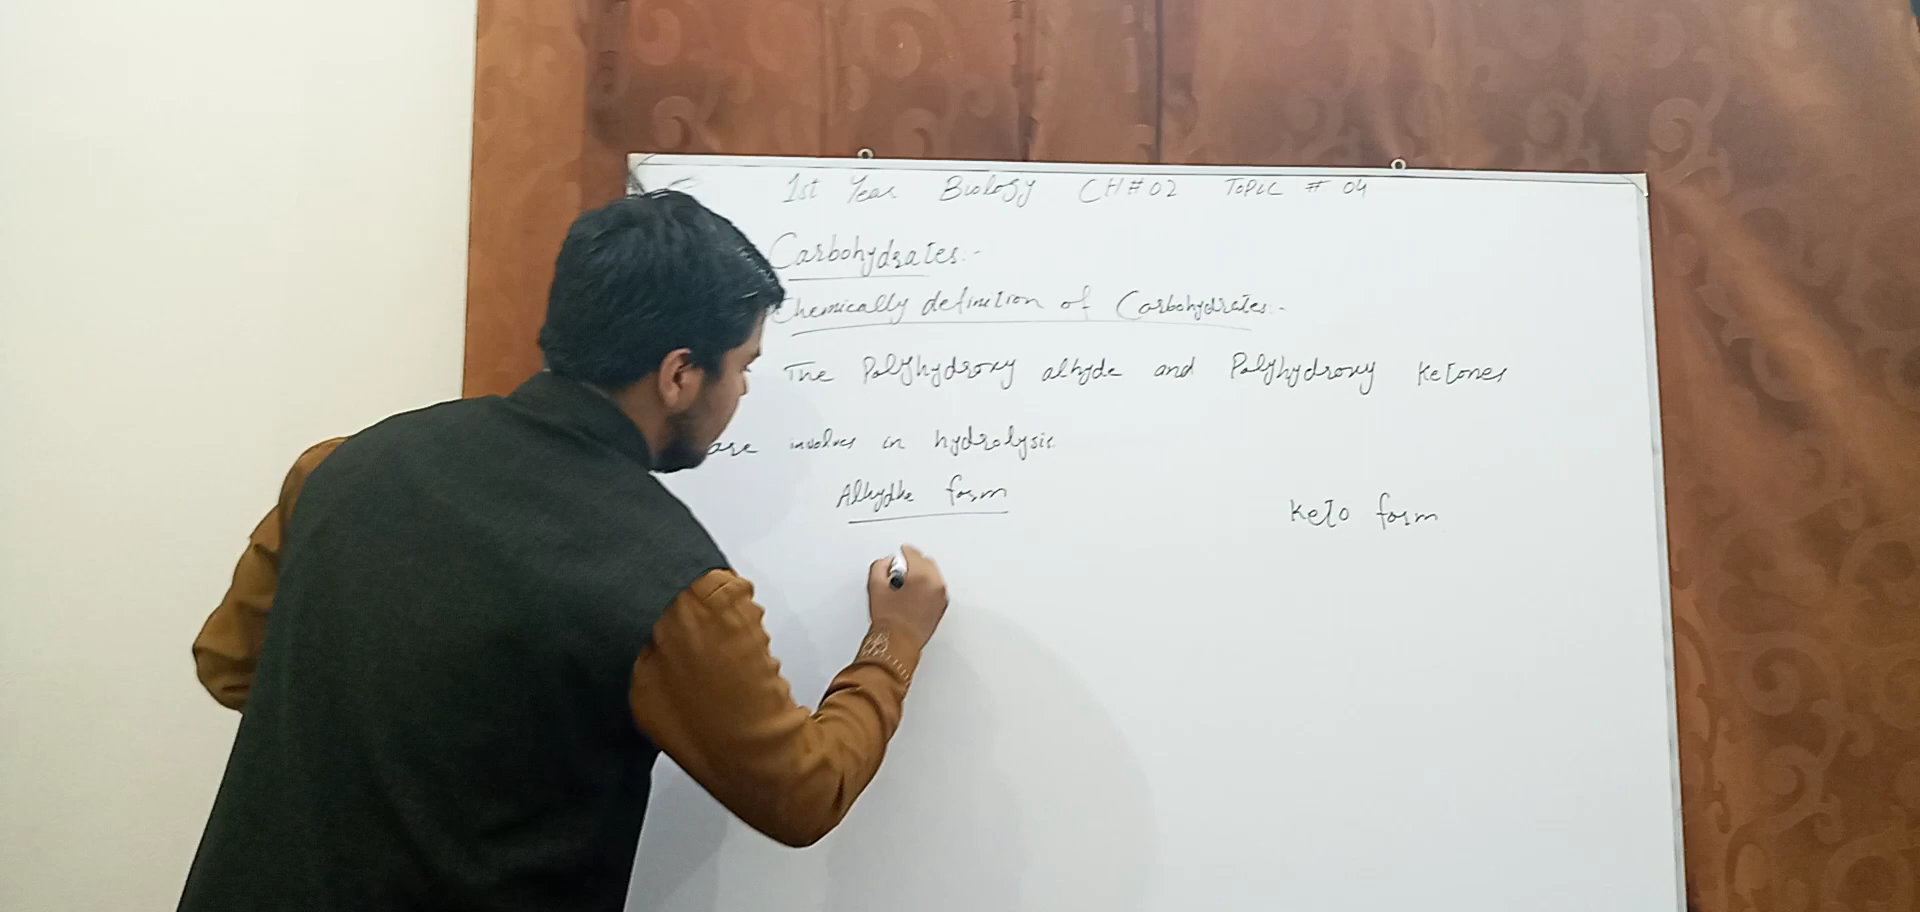 1st Year Biology CH#02 Topic # 04
Carbohydrates:-
Chemically definition of Carbohydrates:-
The Polyhydroxy alhyde and Polyhydroxy Ketones
are involves in hydrolysis.
Alhydhe form
Keto form